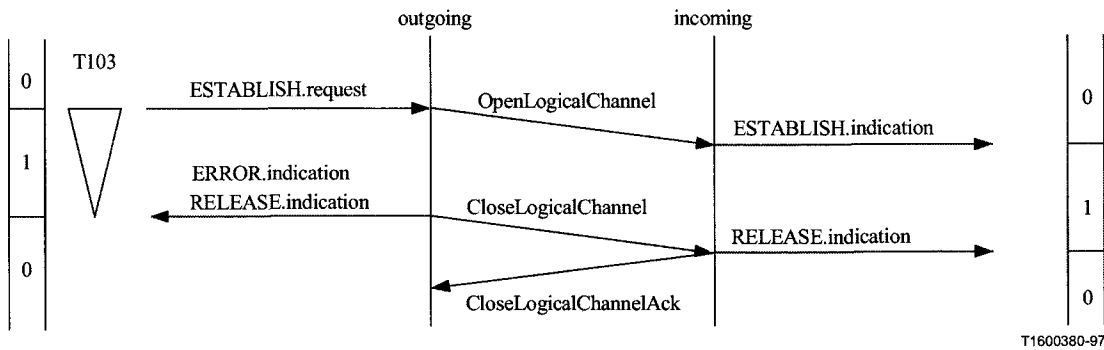 outgoing
incoming
T103
0
ESTABLISH.request
OpenLogicalChannel
0
ESTABLISH.indication
1
ERROR.indication
RELEASE.indication
CloseLogicalChannel
1
RELEASE.indication
0
CloseLogicalChannelAck
0
T1600380-97